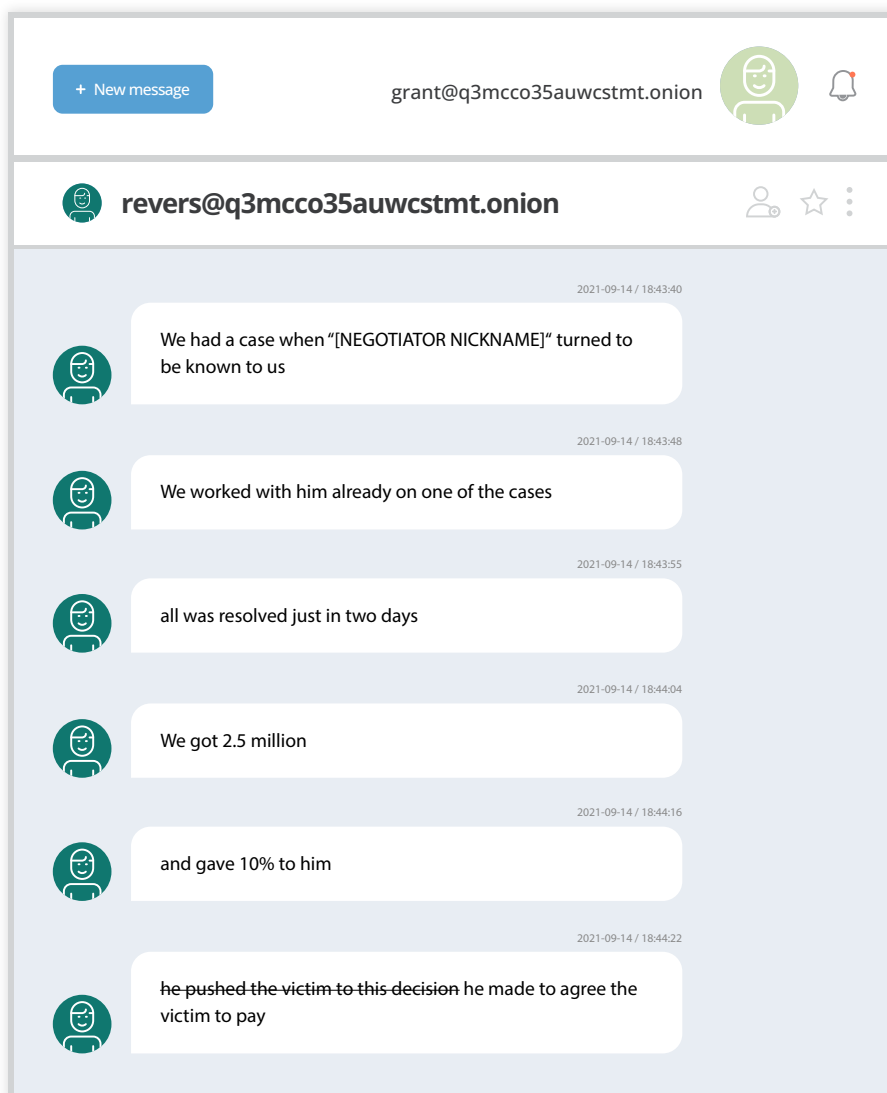 + New message
grant@q3mcco35auwcstmt.onion
revers@q3mcco35auwcstmt.onion
2021-09-14 / 18:43:40
We had a case when “[NEGOTIATOR NICKNAME]“ turned to
be known to us
2021-09-14 / 18:43:48
We worked with him already on one of the cases
2021-09-14 / 18:43:55
all was resolved just in two days
2021-09-14 / 18:44:04
We got 2.5 million
2021-09-14 / 18:44:16
and gave 10% to him
2021-09-14 / 18:44:22
he pushed the victim to this decision he made to agree the
victim to pay